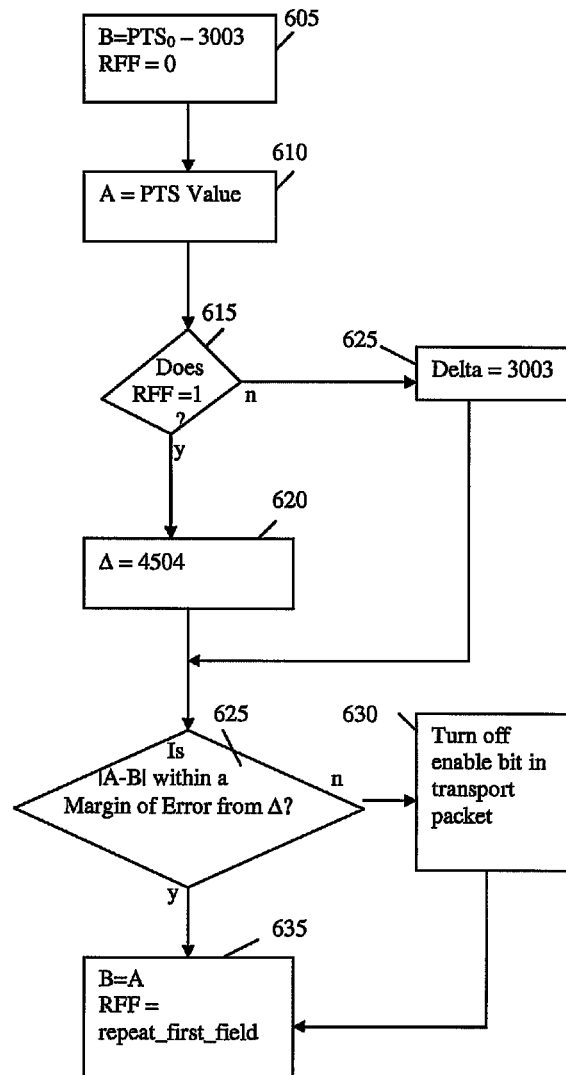 B=PTS₀ – 3003
RFF = 0
605
A = PTS Value
610
615
Does
RFF =1
?
n
y
625
Delta = 3003
620
Δ = 4504
625
Is
|A-B| within a
Margin of Error from Δ?
n
y
630
Turn off
enable bit in
transport
packet
635
B=A
RFF =
repeat_first_field